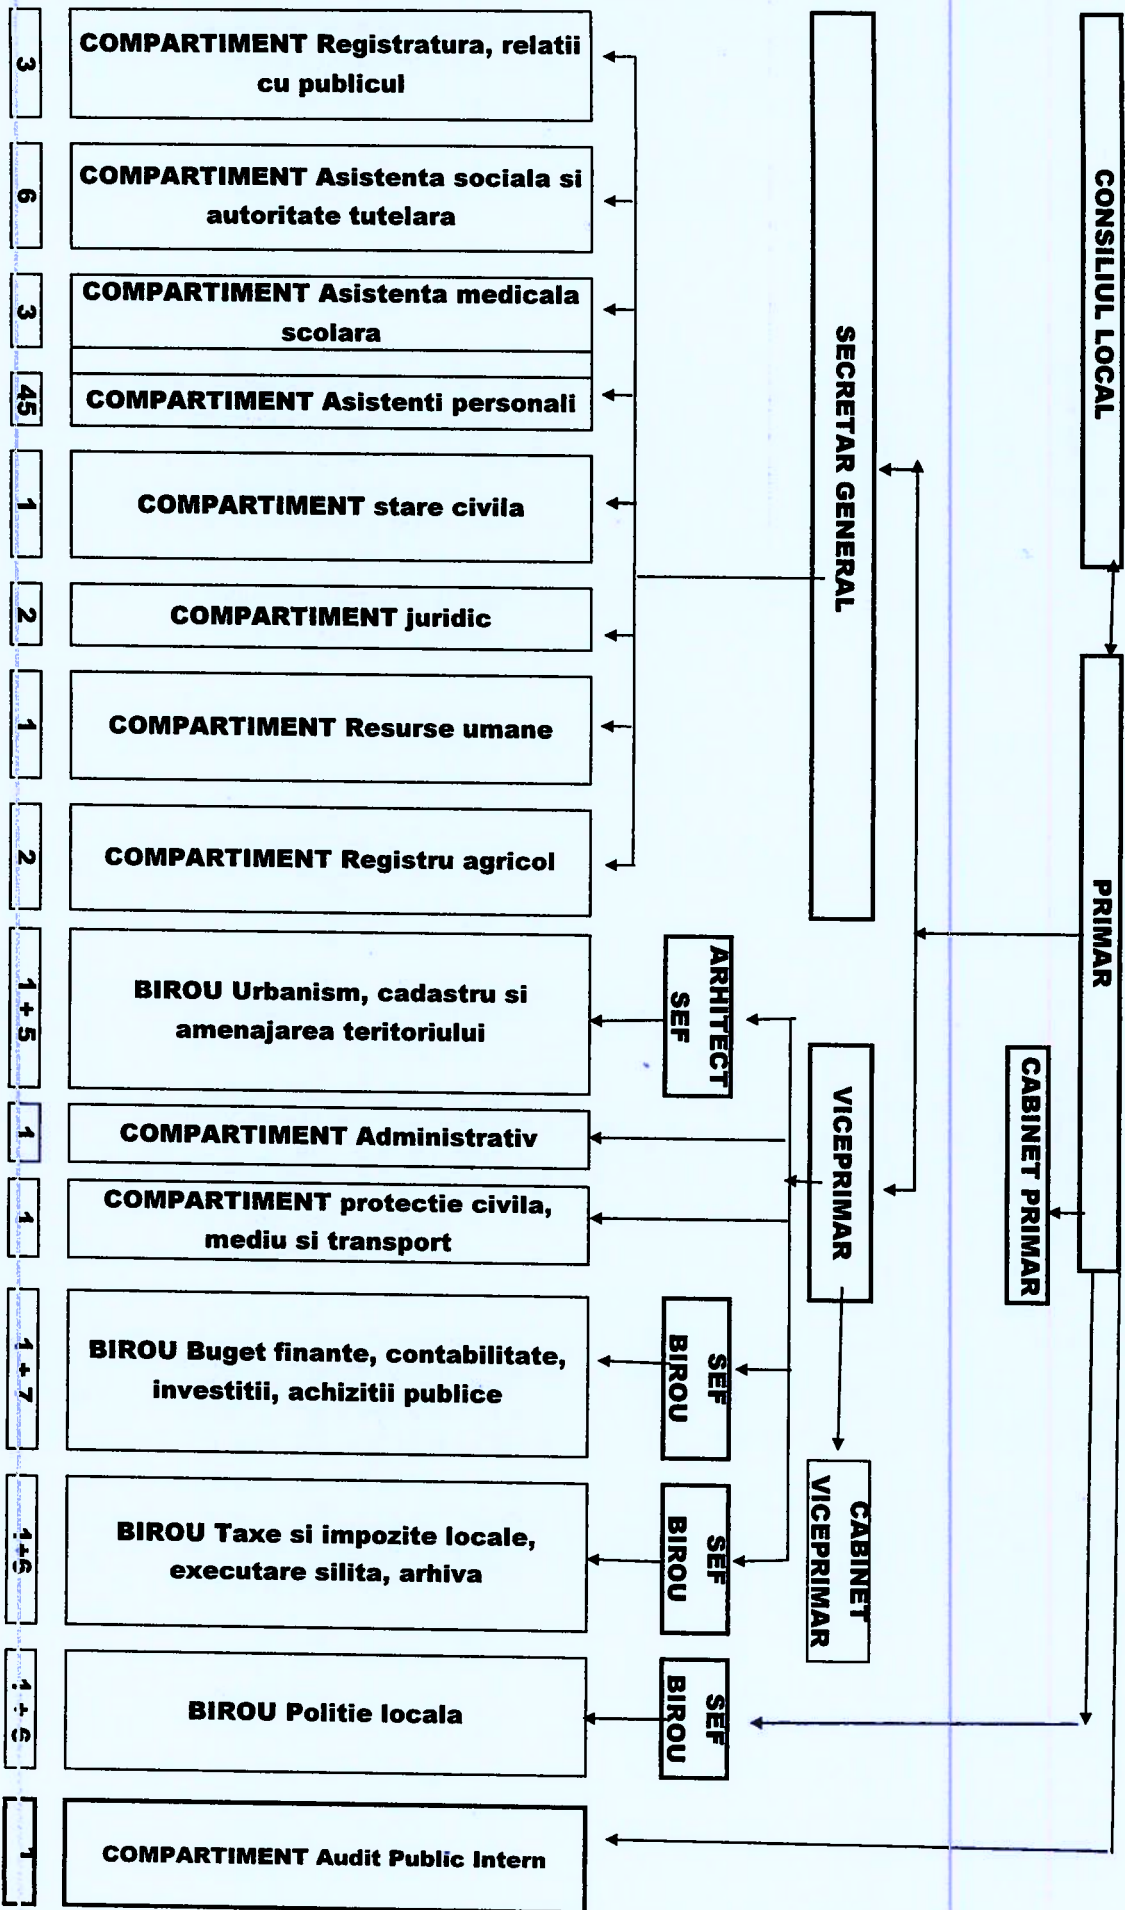 CONSILIUL LOCAL
PRIMAR
CABINET PRIMAR
SECRETAR GENERAL
VICEPRIMAR
CABINET
VICEPRIMAR
ARHITECT
SEF
SEF
BIROU
SEF
BIROU
SEF
BIROU
COMPARTIMENT Registratura, relatii
cu publicul
3
COMPARTIMENT Asistenta sociala si
autoritate tutelara
6
COMPARTIMENT Asistenta medicala
scolara
3
COMPARTIMENT Asistenti personali
45
COMPARTIMENT stare civila
1
COMPARTIMENT juridic
2
COMPARTIMENT Resurse umane
1
COMPARTIMENT Registru agricol
2
BIROU Urbanism, cadastru si
amenajarea teritoriului
1 + 5
COMPARTIMENT Administrativ
1
COMPARTIMENT protectie civila,
mediu si transport
1
BIROU Buget finante, contabilitate,
investitii, achizitii publice
1 + 7
BIROU Taxe si impozite locale,
executare silita, arhiva
1+6
BIROU Politie locala
1 + 6
COMPARTIMENT Audit Public Intern
1